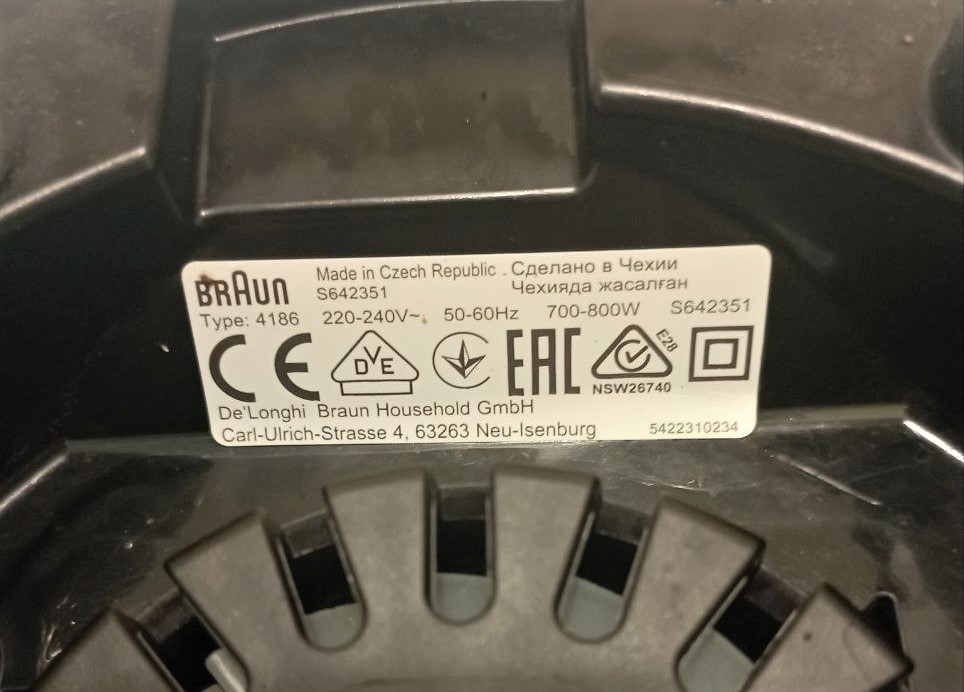 BRAUN
Made in Czech Republic . Сделано в Чехии
S642351 Чехияда жасалған
Type: 4186 220-240V~ 50-60Hz 700-800W S642351
CE DVE EAC E28
NSW26740
De'Longhi Braun Household GmbH
Carl-Ulrich-Strasse 4, 63263 Neu-Isenburg 5422310234